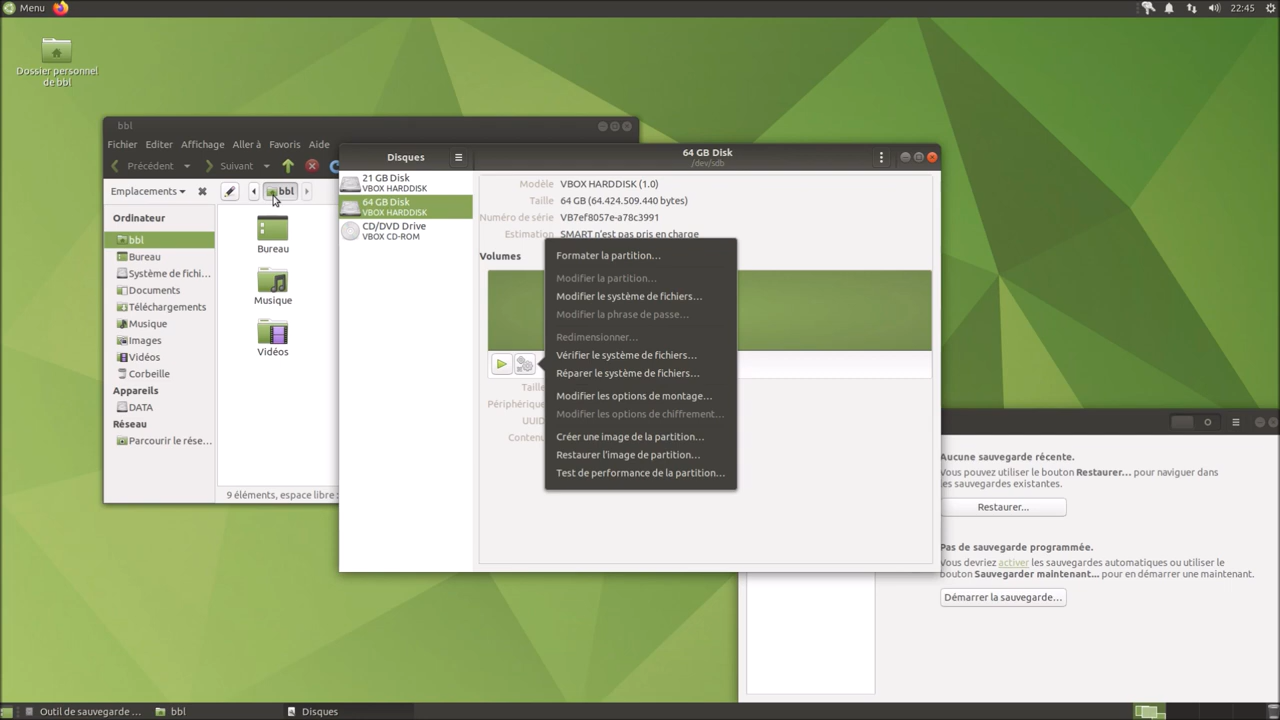 Menu
22:45
Dossier personnel
de bbl
bbl
Fichier Editer Affichage Aller à Favoris Aide
Précédent Suivant
Emplacements bbl
Ordinateur
bbl
Bureau
Système de fichi...
Documents
Téléchargements
Musique
Images
Vidéos
Corbeille
Appareils
DATA
Réseau
Parcourir le rése...
Bureau
Musique
Vidéos
9 éléments, espace libre :
Disques
21 GB Disk
VBOX HARDDISK
64 GB Disk
VBOX HARDDISK
CD/DVD Drive
VBOX CD-ROM
64 GB Disk
/dev/sdb
Modèle VBOX HARDDISK (1.0)
Taille 64 GB (64.424.509.440 bytes)
Numéro de série VB7ef8057e-a78c3991
Estimation SMART n'est pas pris en charge
Volumes
Taille
Périphérique
UUID
Contenu
Formater la partition...
Modifier la partition...
Modifier le système de fichiers...
Modifier la phrase de passe...
Redimensionner...
Vérifier le système de fichiers...
Réparer le système de fichiers...
Modifier les options de montage...
Modifier les options de chiffrement...
Créer une image de la partition...
Restaurer l'image de partition...
Test de performance de la partition...
Aucune sauvegarde récente.
Vous pouvez utiliser le bouton Restaurer... pour naviguer dans
les sauvegardes existantes.
Restaurer...
Pas de sauvegarde programmée.
Vous devriez activer les sauvegardes automatiques ou utiliser le
bouton Sauvegarder maintenant... pour en démarrer une maintenant.
Démarrer la sauvegarde...
Outil de sauvegarde ... bbl Disques